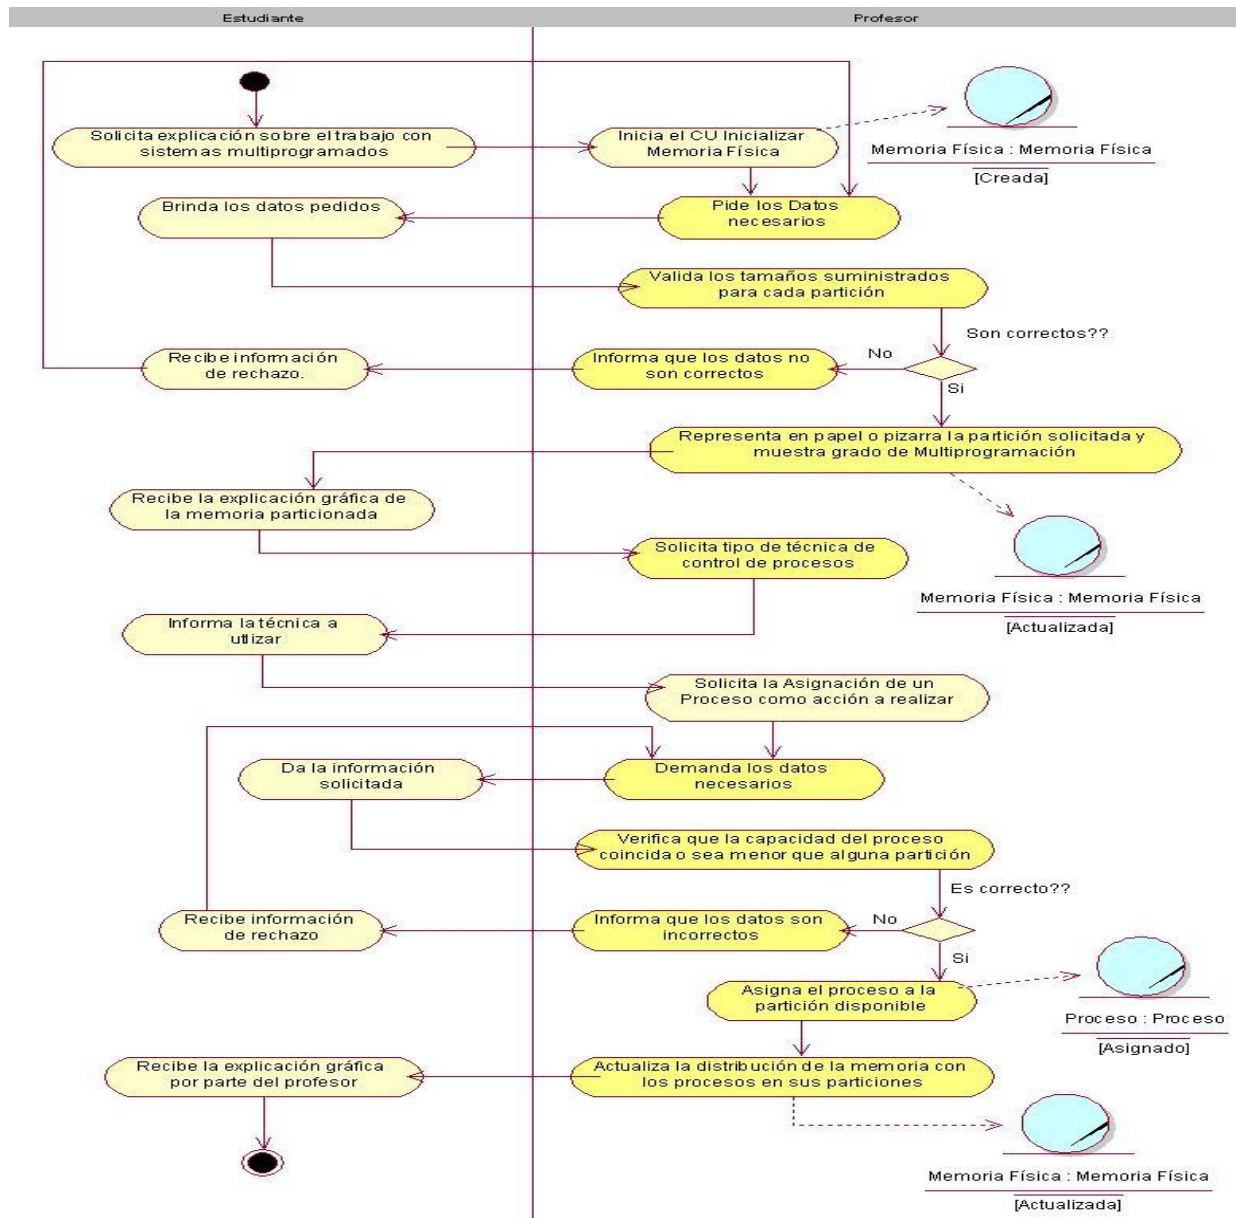 Estudiante
Profesor
Solicita explicación sobre el trabajo con
sistemas multiprogramados
Inicia el CU Inicializar
Memoria Física
Memoria Física : Memoria Física
[Creada]
Brinda los datos pedidos
Pide los Datos
necesarios
Valida los tamaños suministrados
para cada partición
Son correctos??
Recibe información
de rechazo.
Informa que los datos no
son correctos
No
Si
Representa en papel o pizarra la partición solicitada y
muestra grado de Multiprogramación
Recibe la explicación gráfica de
la memoria particionada
Solicita tipo de técnica de
control de procesos
Memoria Física : Memoria Física
[Actualizada]
Informa la técnica a
utlizar
Solicita la Asignación de un
Proceso como acción a realizar
Da la información
solicitada
Demanda los datos
necesarios
Verifica que la capacidad del proceso
coincida o sea menor que alguna partición
Es correcto??
Recibe información
de rechazo
Informa que los datos son
incorrectos
No
Si
Asigna el proceso a la
partición disponible
Proceso : Proceso
[Asignado]
Recibe la explicación gráfica
por parte del profesor
Actualiza la distribución de la memoria con
los procesos en sus particiones
Memoria Física : Memoria Física
[Actualizada]